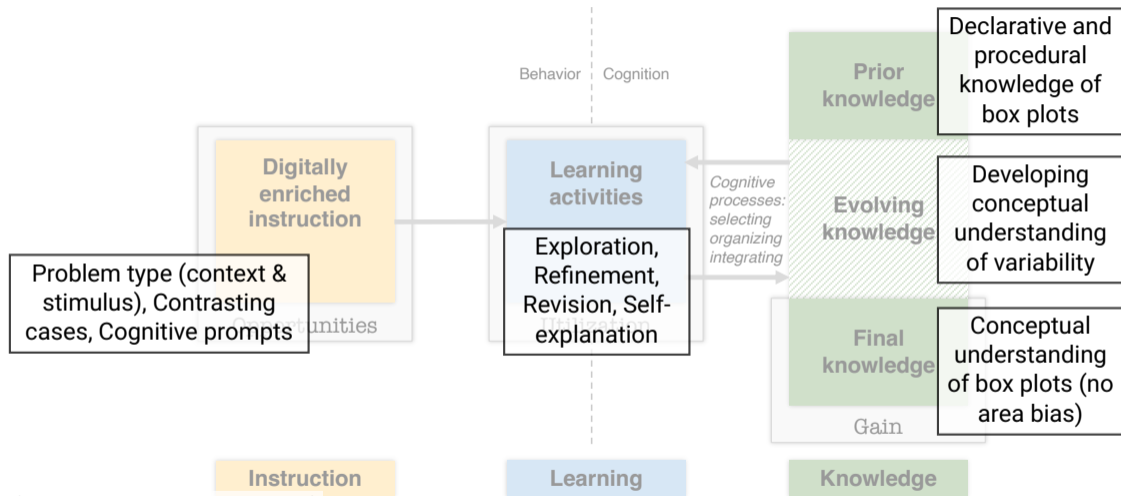 Behavior
Cognition
Digitally
enriched
instruction
Problem type (context &
stimulus), Contrasting
cases, Cognitive prompts
Opportunities
Learning
activities
Exploration,
Refinement,
Revision, Self-
explanation
Utilization
Cognitive
processes:
selecting
organizing
integrating
Prior
knowledge
Declarative and
procedural
knowledge of
box plots
Evolving
knowledge
Developing
conceptual
understanding
of variability
Final
knowledge
Conceptual
understanding
of box plots (no
area bias)
Gain
Instruction
Learning
Knowledge